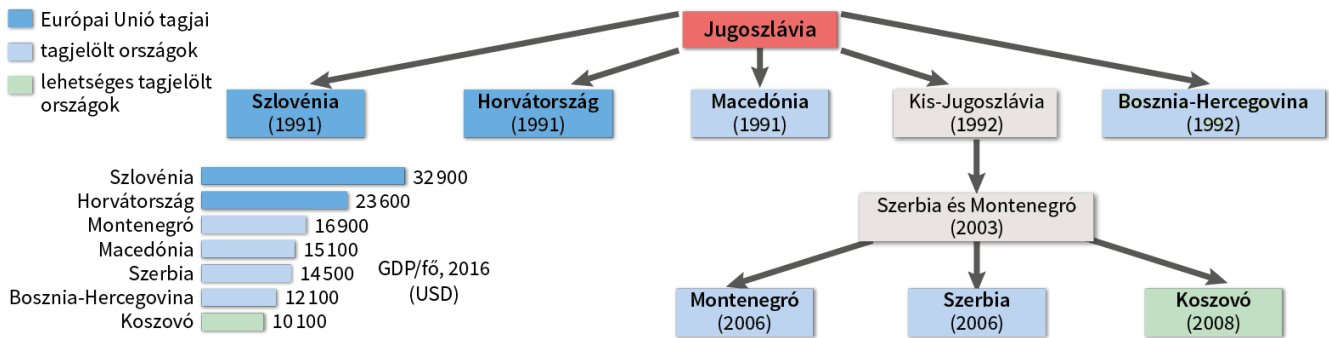 Európai Unió tagjai
tagjelölt országok
lehetséges tagjelölt
országok
Jugoszlávia
Szlovénia
(1991)
Horvátország
(1991)
Macedónia
(1991)
Kis-Jugoszlávia
(1992)
Bosznia-Hercegovina
(1992)
Szerbia és Montenegró
(2003)
Montenegró
(2006)
Szerbia
(2006)
Koszovó
(2008)
Szlovénia 32 900
Horvátország 23 600
Montenegró 16 900
Macedónia 15 100
Szerbia 14 500
Bosznia-Hercegovina 12 100
Koszovó 10 100
GDP/fő, 2016
(USD)